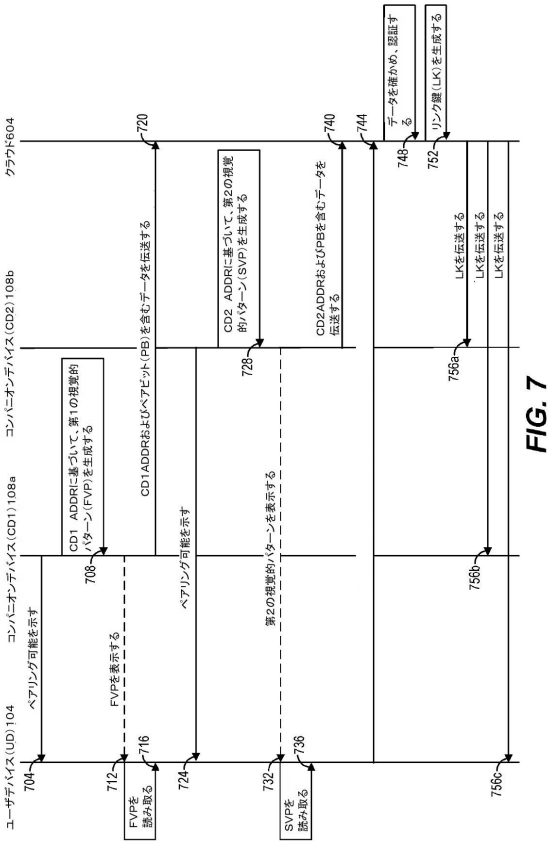 ユーザデバイス(UD)104
コンパニオンデバイス(CD1)108a
コンパニオンデバイス(CD2)108b
クラウド604
ペアリング可能を示す
704
CD1 ADDRに基づいて、第1の視覚的
パターン(FVP)を生成する
708
FVPを表示する
712
FVPを
読み取る
716
CD1ADDRおよびペアビット(PB)を含むデータを伝送する
720
ペアリング可能を示す
724
CD2 ADDRに基づいて、第2の視覚
的パターン(SVP)を生成する
728
第2の視覚的パターンを表示する
732
SVPを
読み取る
736
CD2ADDRおよびPBを含むデータを
伝送する
740
744
データを確かめ、認証す
る
748
リンク鍵(LK)を生成する
752
LKを伝送する
756a
LKを伝送する
756b
LKを伝送する
756c
FIG. 7